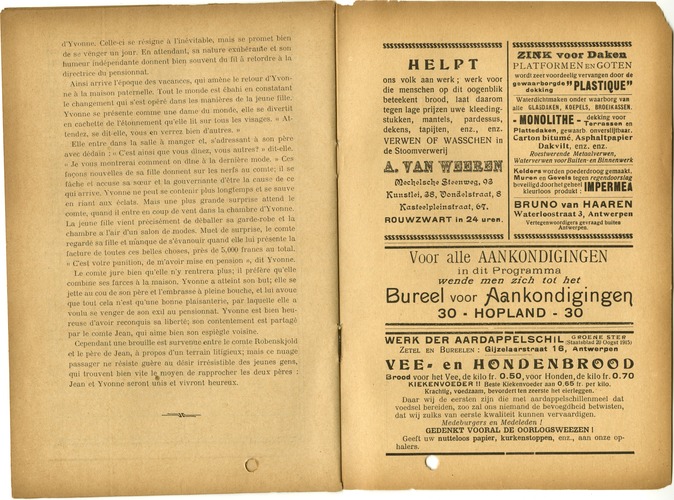 d'Yvonne. Celle-ci se résigne à l'inévitable, mais se promet bien
de se venger un jour. En attendant, sa nature exubérante et son
humeur indépendante donnent bien souvent du fil à retordre à la
directrice du pensionnat.
Ainsi arrive l'époque des vacances, qui amène le retour d'Yvon-
ne à la maison paternelle. Tout le monde est ébahi en constatant
le changement qui s'est opéré dans les manières de la jeune fille.
Yvonne se présente comme une dame du monde, elle se divertit
en cachette de l'étonnement qu'elle lit sur tous les visages. « At-
tendez, se dit-elle, vous en verrez bien d'autres. »
Elle entre dans la salle à manger et, s'adressant à son père
avec dédain : « C'est ainsi que vous dinez, vous autres? » dit-elle.
« Je vous montrerai comment on dîne à la dernière mode. » Ces
façons nouvelles de sa fille donnent sur les nerfs au comte; il se
fâche et accuse sa sœur et la gouvernante d'être la cause de ce
qui arrive, Yvonne ne peut se contenir plus longtemps et se sauve
en riant aux éclats. Mais une plus grande surprise attend le
comte, quand il entre en coup de vent dans la chambre d'Yvonne.
La jeune fille vient précisément de déballer sa garde-robe et la
chambre a l'air d'un salon de modes. Muet de surprise, le comte
regarde sa fille et manque de s'évanouir quand elle lui présente la
facture de toutes ces belles choses, près de 5,000 francs au total.
« C'est votre punition, de m'avoir mise en pension », dit Yvonne.
Le comte jure bien qu'elle n'y rentrera plus; il préfère qu'elle
combine ses farces à la maison. Yvonne a atteint son but; elle se
jette au cou de son père et l'embrasse à pleine bouche, et lui avoue
que tout cela n'est qu'une bonne plaisanterie, par laquelle elle a
voulu se venger de son exil au pensionnat. Yvonne est bien heu-
reuse d'avoir reconquis sa liberté; son contentement est partagé
par le comte Jean, qui aime bien son espiègle voisine.
Cependant une brouille est survenue entre le comte Robenskjold
et le père de Jean, à propos d'un terrain litigieux; mais ce nuage
passager ne résiste guère au désir irrésistible des jeunes gens,
qui trouvent bien vite le moyen de rapprocher les deux pères :
Jean et Yvonne seront unis et vivront heureux.
HELPT
ons volk aan werk; werk voor
die menschen op dit oogenblik
beteekent brood, laat daarom
tegen lage prijzen uwe kleeding-
stukken, mantels, pardessus,
dekens, tapijten, enz., enz.
VERWEN OF WASSCHEN in
de Stoomververij
A. VAN WEEREN
Mechelsche Steenweg, 93
Kunstlei, 38, Vondelstraat, 8
Kasteelpleinstraat, 67.
ROUWZWART in 24 uren.
ZINK voor Daken
PLATFORMEN EN GOTEN
wordt zeer voordeelig vervangen door de
gewaarborgde dekking "PLASTIQUE"
Waterdichtmaken onder waarborg van
alle GLASDAKEN, KOEPELS, BROEIKASSEN.
- MONOLITHE - dekking voor Terrassen en
Plattedaken, gewaarb onverslijtbaar.
Carton bitumé, Asphaltpapier
Dakvilt, enz. enz.
Roestwerende Metaalverwen,
Waterverwen voor Buiten- en Binnenwerk
Kelders worden poederdroog gemaakt,
Muren en Gevels tegen regendoorslag
beveiligd door het geheel kleurloos produkt : IMPERMEA
BRUNO van HAAREN
Waterloostraat 3, Antwerpen
Vertegenwoordigers gevraagd buiten
Antwerpen.
Voor alle AANKONDIGINGEN
in dit Programma
wende men zich tot het
Bureel voor Aankondigingen
30 - HOPLAND - 30
WERK DER AARDAPPELSCHIL GROENE STER (Staatsblad 20 Oogst 1915)
ZETEL EN BUREELEN : Gijzelaarstraat 16, Antwerpen
VEE- en HONDENBROOD
Brood voor het Vee, de kilo fr. 0.50, voor Honden, de kilo fr. 0.70
KIEKENVOEDER !! Beste Kiekenvoeder aan 0,65 fr. per kilo.
Krachtig, voedzaam, bevordert ten zeerste het eierleggen.
Daar wij de eersten zijn die met aardappelschillenmeel dat
voedsel bereiden, zoo zal ons niemand de bevoegdheid betwisten,
dat wij zulks van eerste kwaliteit kunnen vervaardigen.
Medeburgers en Medeleden !
GEDENKT VOORAL DE OORLOGSWEEZEN !
Geeft uw nutteloos papier, kurkenstoppen, enz., aan onze op-
halers.